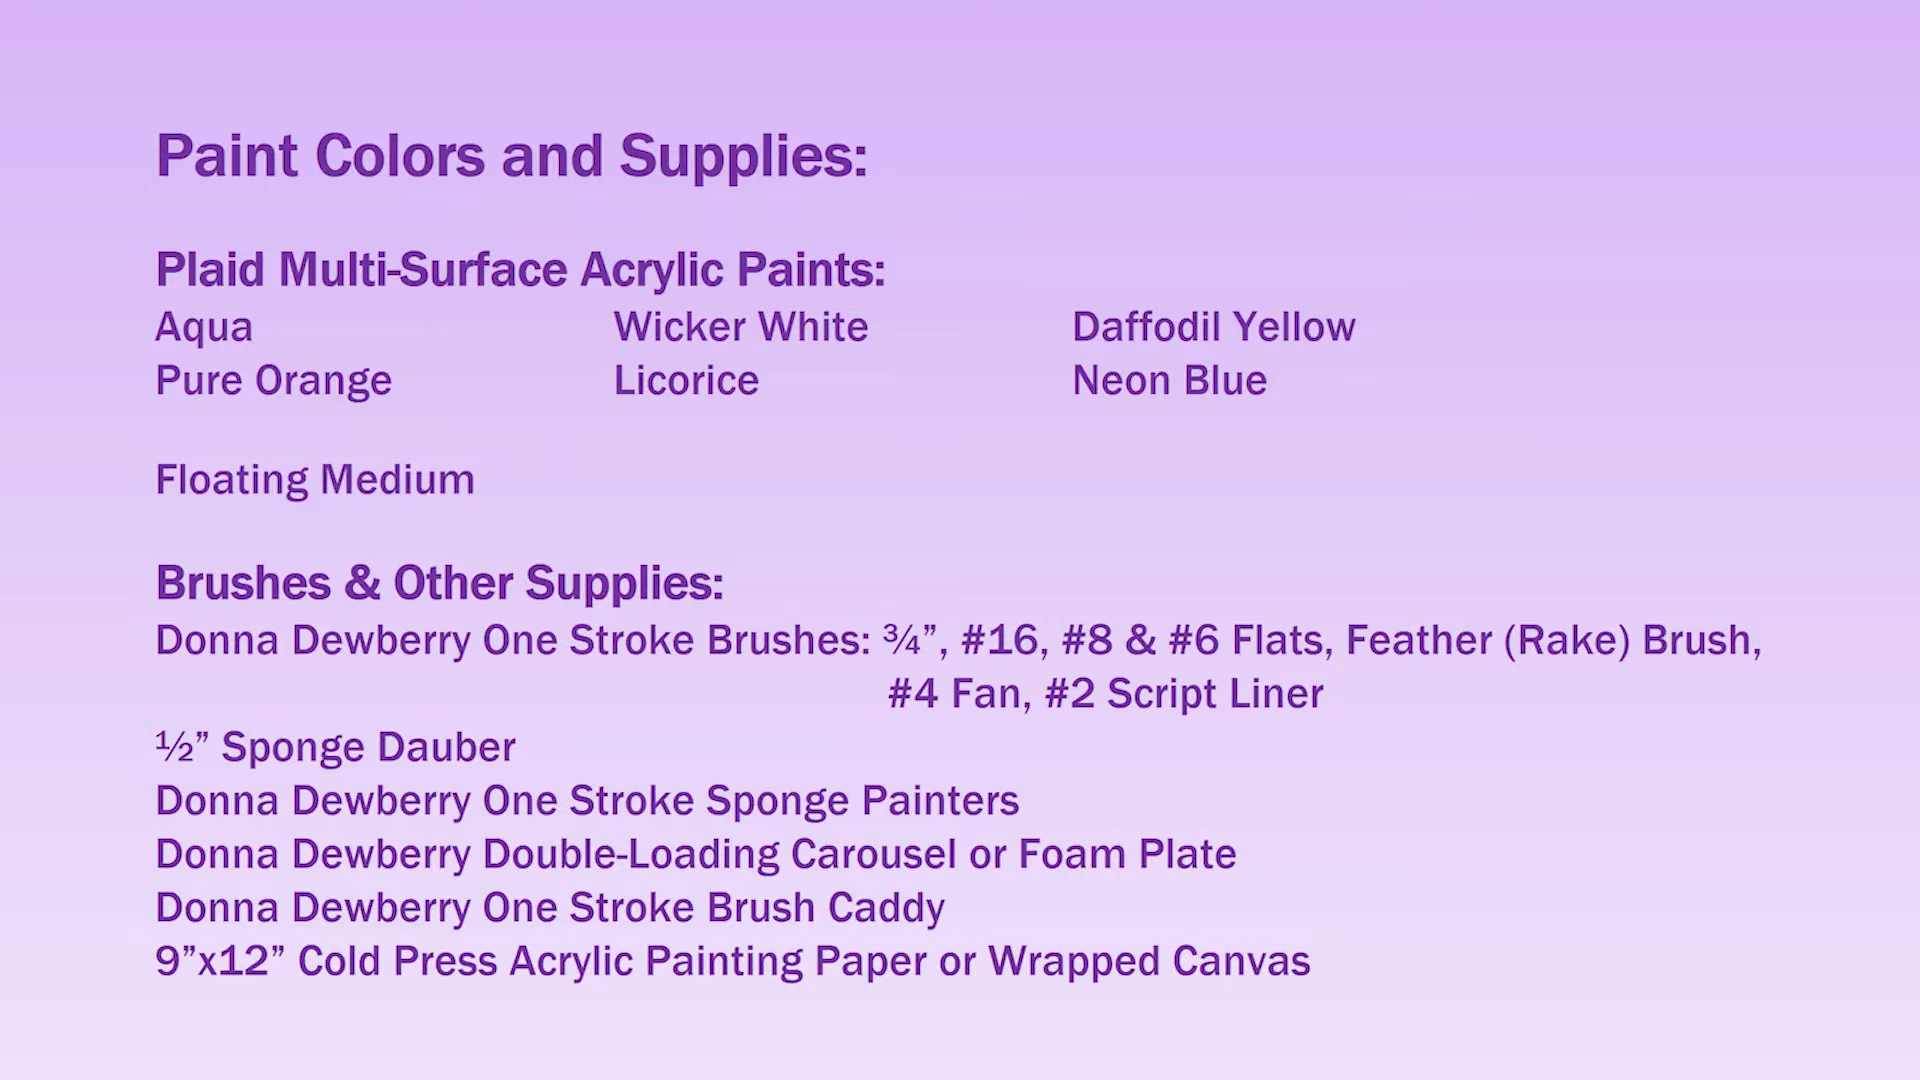 Paint Colors and Supplies:
Plaid Multi-Surface Acrylic Paints:
Aqua Wicker White Daffodil Yellow
Pure Orange Licorice Neon Blue
Floating Medium
Brushes & Other Supplies:
Donna Dewberry One Stroke Brushes: ¾”, #16, #8 & #6 Flats, Feather (Rake) Brush,
#4 Fan, #2 Script Liner
½” Sponge Dauber
Donna Dewberry One Stroke Sponge Painters
Donna Dewberry Double-Loading Carousel or Foam Plate
Donna Dewberry One Stroke Brush Caddy
9”x12” Cold Press Acrylic Painting Paper or Wrapped Canvas